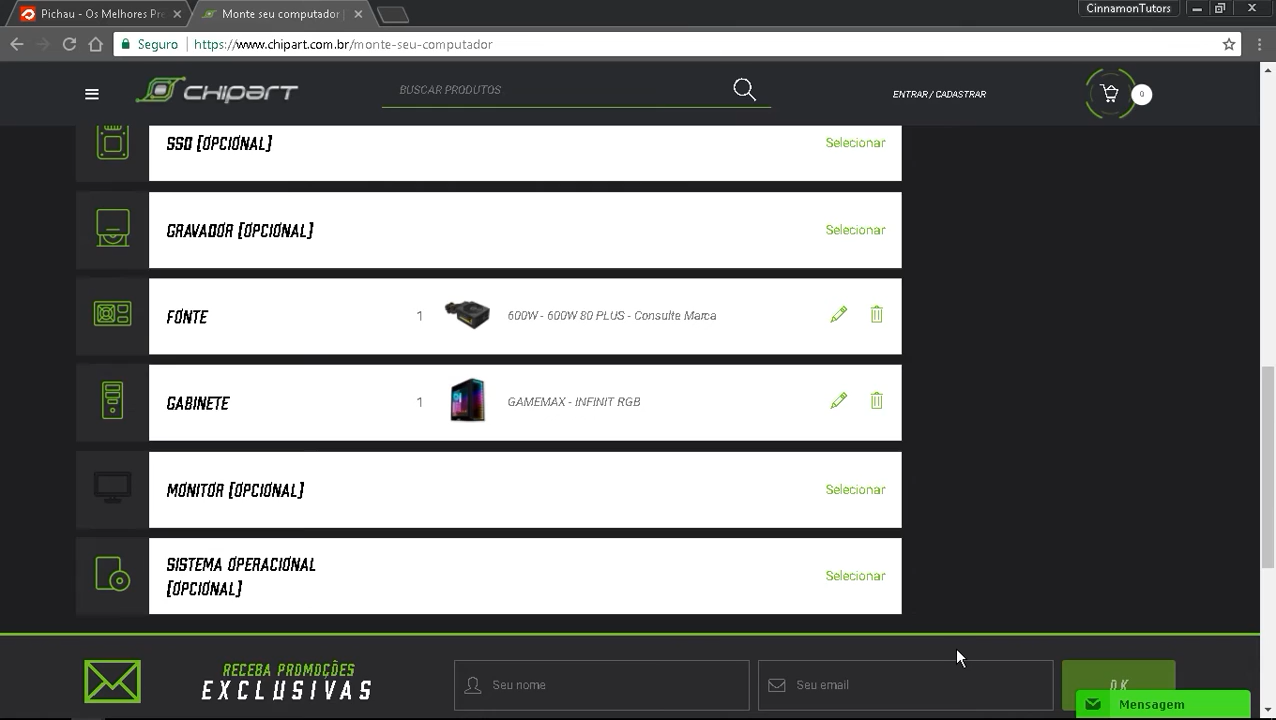 Pichau - Os Melhores Pr
Monte seu computador
CinnamonTutors
Seguro
https://www.chipart.com.br/monte-seu-computador
CHIPART
BUSCAR PRODUTOS
ENTRAR / CADASTRAR
0
SSD [OPCIONAL]
Selecionar
GRAVADOR [OPCIONAL]
Selecionar
FONTE
1
600W - 600W 80 PLUS - Consulte Marca
GABINETE
1
GAMEMAX - INFINIT RGB
MONITOR [OPCIONAL]
Selecionar
SISTEMA OPERACIONAL
[OPCIONAL]
Selecionar
RECEBA PROMOÇÕES
EXCLUSIVAS
Seu nome
Seu email
OK
Mensagem